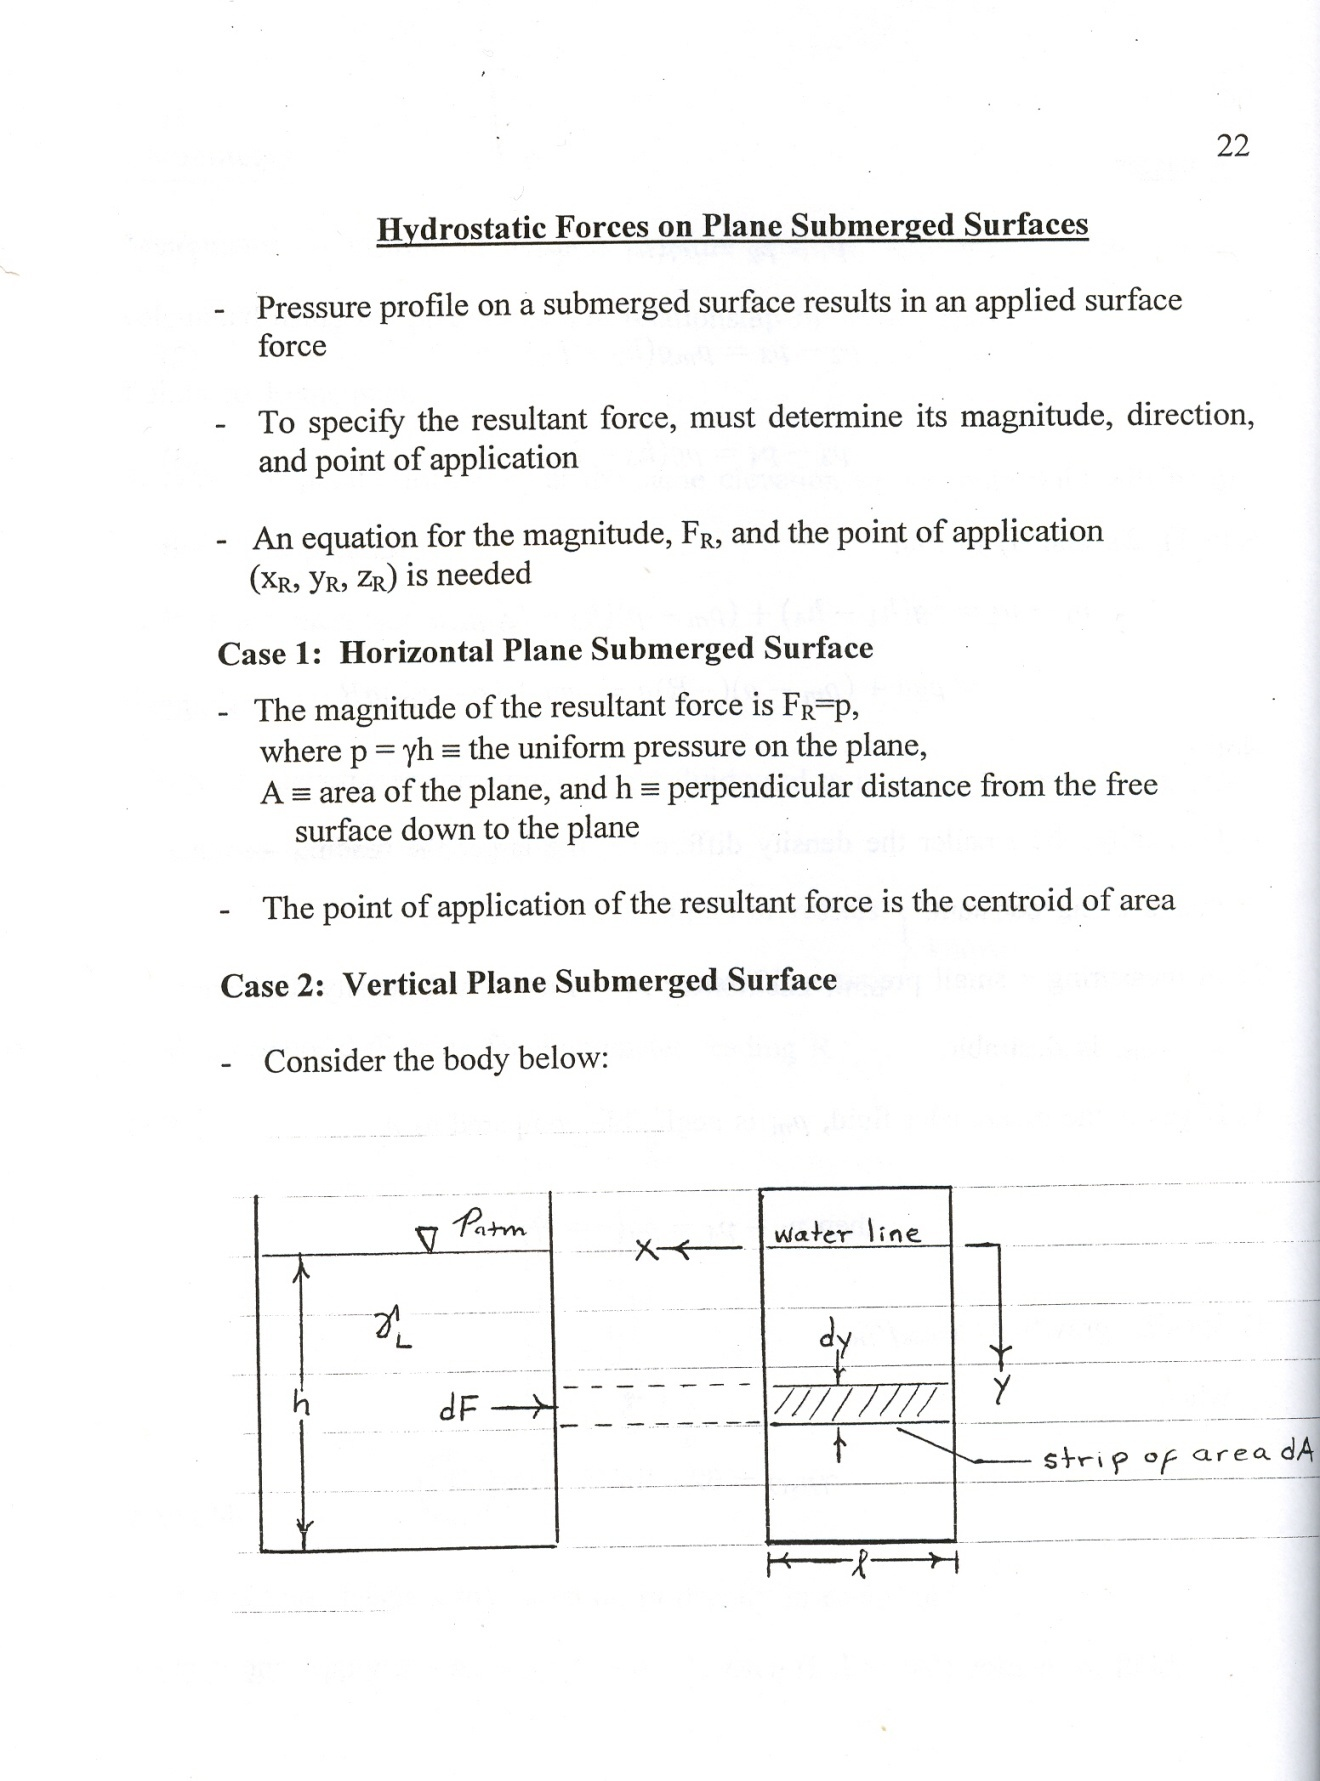 22
Hydrostatic Forces on Plane Submerged Surfaces
- Pressure profile on a submerged surface results in an applied surface
force
- To specify the resultant force, must determine its magnitude, direction,
and point of application
- An equation for the magnitude, FR, and the point of application
(xR, yR, zR) is needed
Case 1: Horizontal Plane Submerged Surface
- The magnitude of the resultant force is FR=p,
where p = γh ≡ the uniform pressure on the plane,
A ≡ area of the plane, and h ≡ perpendicular distance from the free
surface down to the plane
- The point of application of the resultant force is the centroid of area
Case 2: Vertical Plane Submerged Surface
- Consider the body below:
Patm
γL
h
dF
x
water line
dy
y
strip of area dA
l